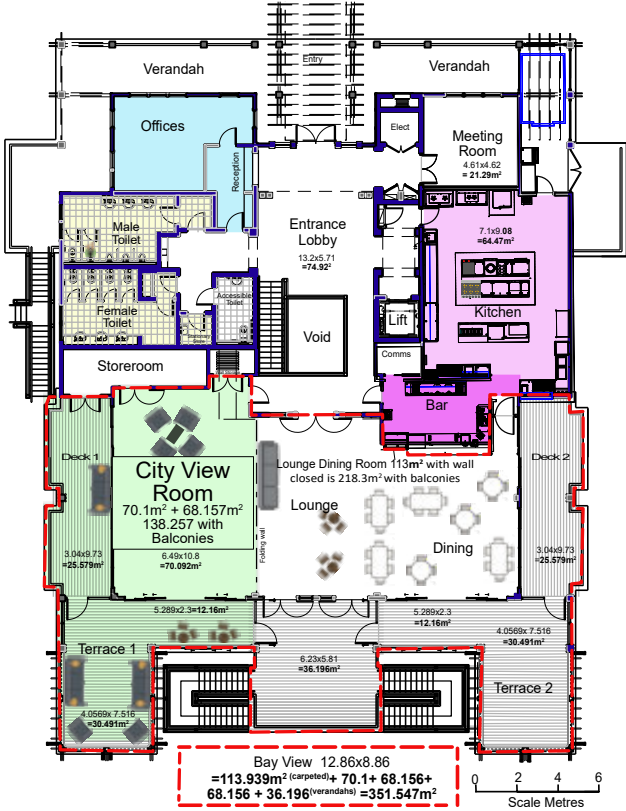 Verandah
Entry
Verandah
Offices
Reception
Elect
Meeting
Room
4.61x4.62
= 21.29m²
Male
Toilet
Entrance
Lobby
13.2x5.71
=74.92²
7.1x9.08
=64.47m²
Kitchen
Female
Toilet
Accessible
Toilet
Lift
Void
Comms
Storeroom
Bar
Deck 1
City View
Room
70.1m² + 68.157m²
138.257 with
Balconies
6.49x10.8
=70.092m²
Lounge Dining Room 113m² with wall
closed is 218.3m² with balconies
Lounge
Folding wall
Dining
Deck 2
3.04x9.73
=25.579m²
3.04x9.73
=25.579m²
5.289x2.3 =12.16m²
5.289x2.3
=12.16m²
Terrace 1
4.0569x 7.516
=30.491m²
6.23x5.81
=36.196m²
4.0569x 7.516
=30.491m²
Terrace 2
Bay View 12.86x8.86
=113.939m² (carpeted)+ 70.1+ 68.156+
68.156 + 36.196(verandahs) =351.547m²
0 2 4 6
Scale Metres